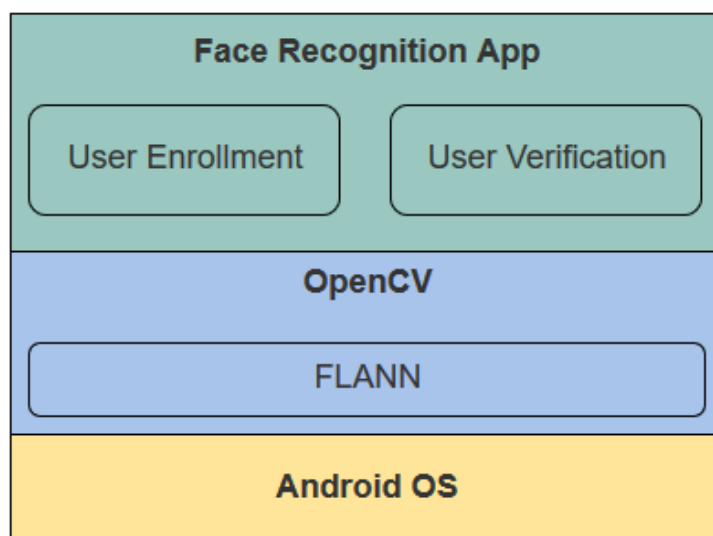 Face Recognition App
User Enrollment
User Verification
OpenCV
FLANN
Android OS